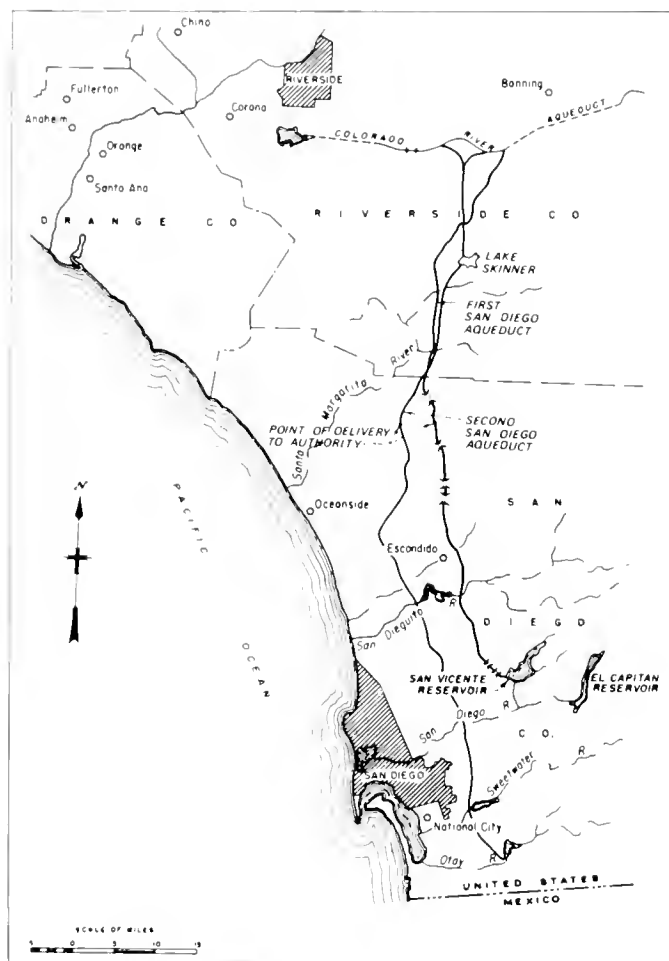 Chino
RIVERSIDE
Fullerton
Banning
Corona
Anaheim
COLORADO
RIVER
AQUEDUCT
Orange
Santa Ana
ORANGE CO
RIVERSIDE CO
LAKE
SKINNER
FIRST
SAN DIEGO
AQUEDUCT
Santa Margarita River
POINT OF DELIVERY
TO AUTHORITY
SECOND
SAN DIEGO
AQUEDUCT
N
PACIFIC
OCEAN
Oceanside
SAN
Escondido
San Dieguito R
DIEGO
SAN VICENTE
RESERVOIR
EL CAPITAN
RESERVOIR
San Diego R
CO.
SAN DIEGO
Sweetwater R
National City
Otay R
UNITED STATES
MEXICO
SCALE OF MILES
5 0 5 10 15